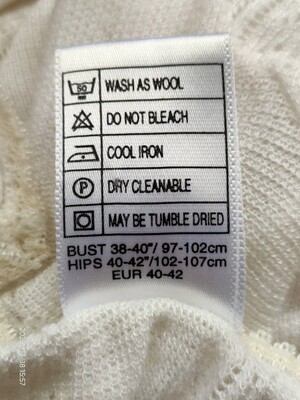 50
WASH AS WOOL
DO NOT BLEACH
COOL IRON
P
DRY CLEANABLE
MAY BE TUMBLE DRIED
BUST 38-40"/ 97-102cm
HIPS 40-42"/102-107cm
EUR 40-42